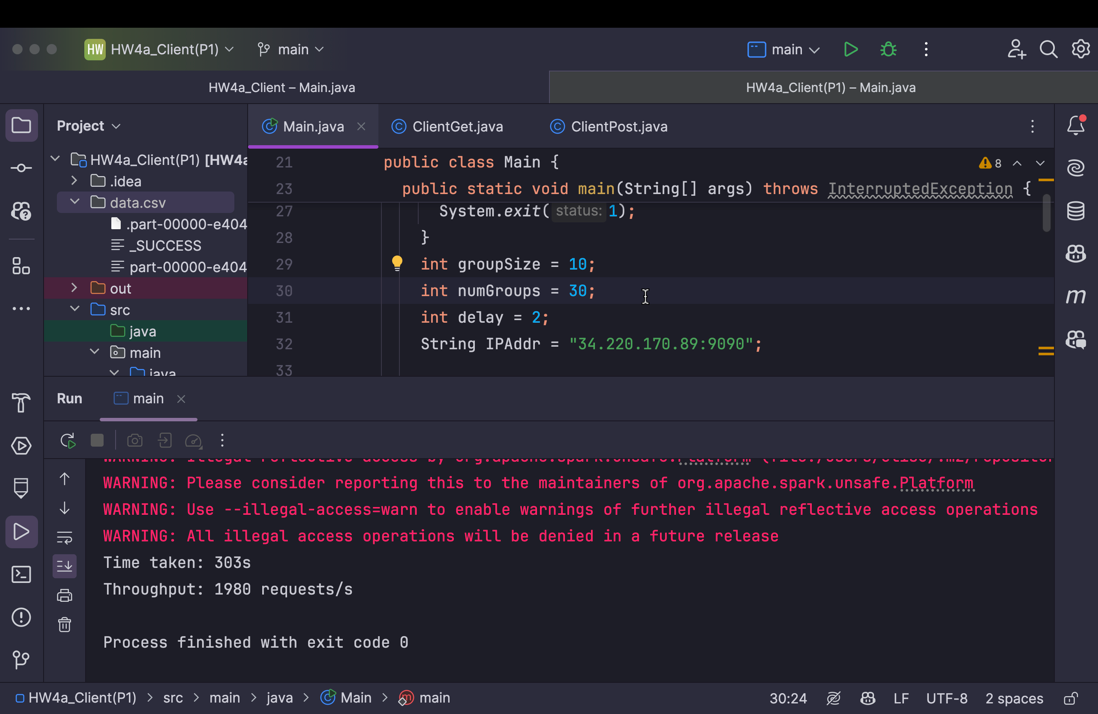 HW HW4a_Client(P1) main main
HW4a_Client – Main.java HW4a_Client(P1) – Main.java
Project Main.java ClientGet.java ClientPost.java
HW4a_Client(P1) [HW4a
.idea
data.csv
.part-00000-e404
_SUCCESS
part-00000-e404
out
src
java
main
java
21 public class Main { 8
23 public static void main(String[] args) throws InterruptedException {
27 System.exit( status: 1);
28 }
29 int groupSize = 10;
30 int numGroups = 30;
31 int delay = 2;
32 String IPAddr = "34.220.170.89:9090";
33
Run main
WARNING: Please consider reporting this to the maintainers of org.apache.spark.unsafe.Platform
WARNING: Use --illegal-access=warn to enable warnings of further illegal reflective access operations
WARNING: All illegal access operations will be denied in a future release
Time taken: 303s
Throughput: 1980 requests/s
Process finished with exit code 0
HW4a_Client(P1) > src > main > java > Main > main 30:24 LF UTF-8 2 spaces